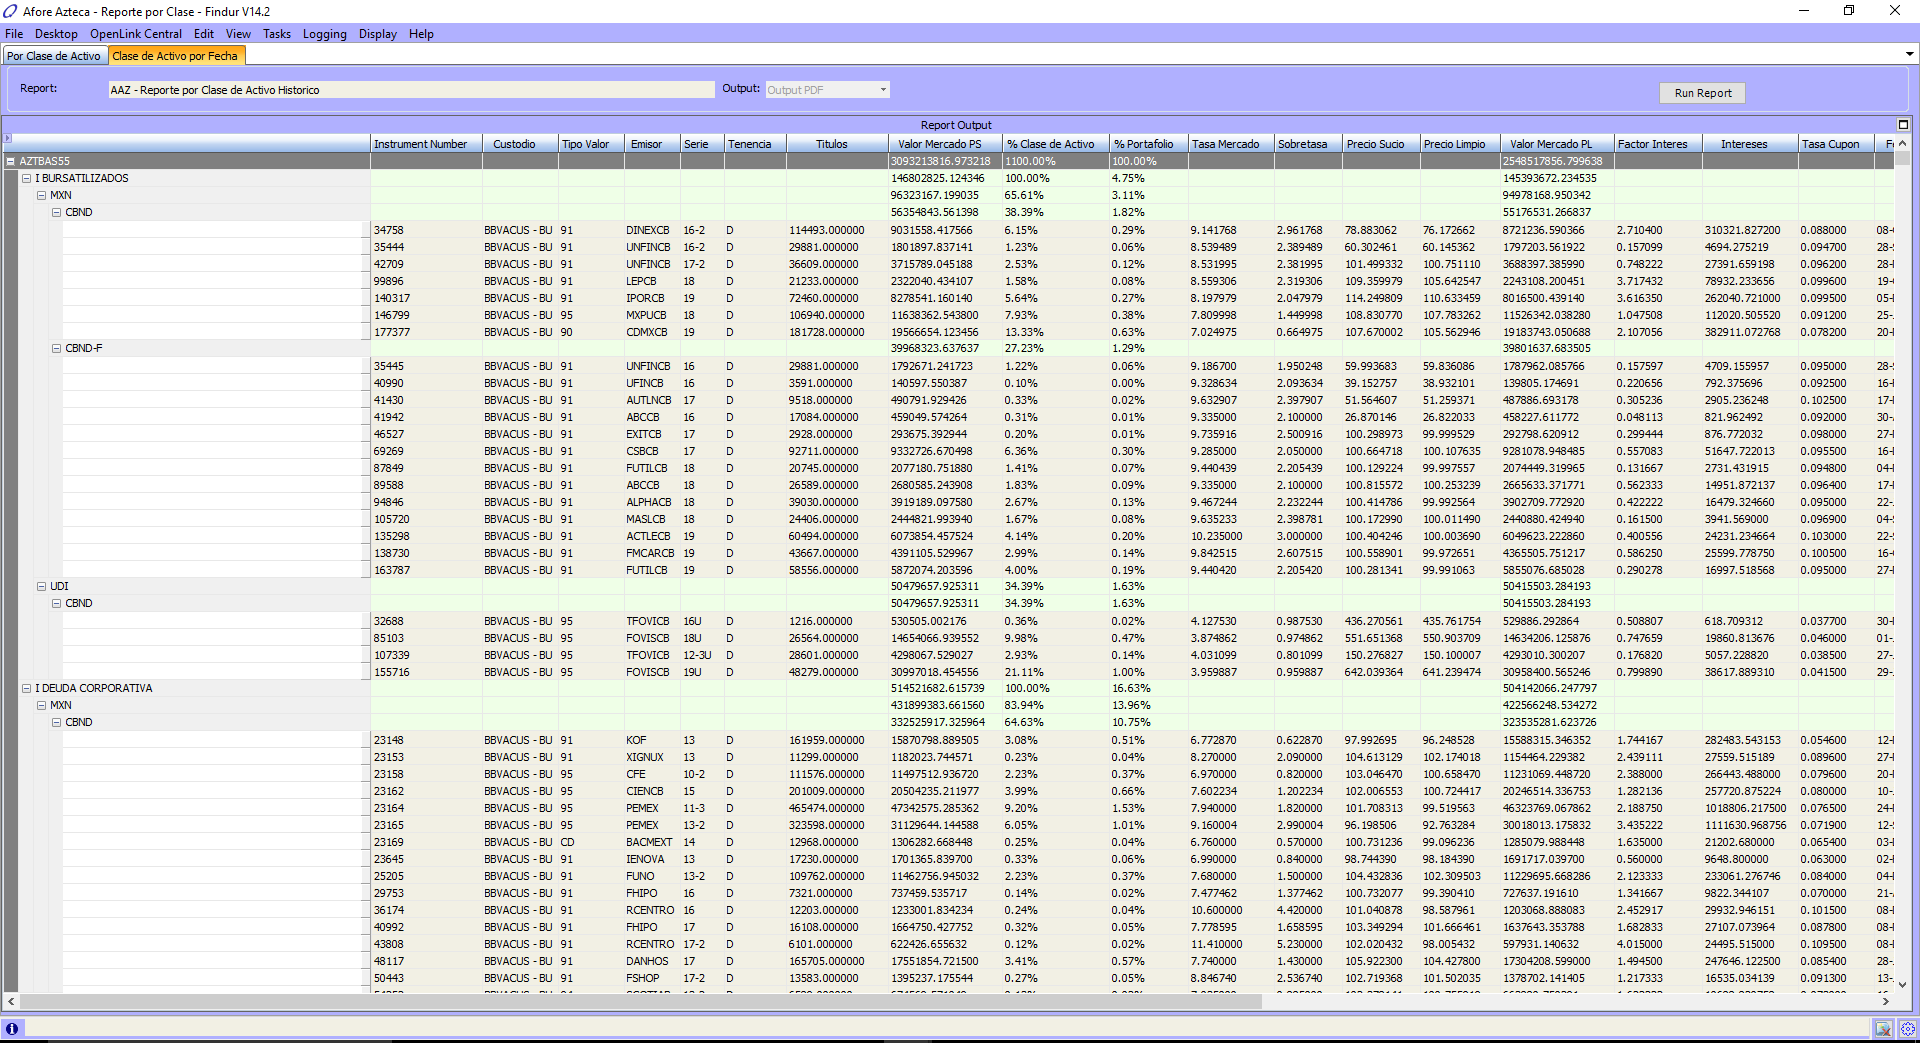 Afore Azteca - Reporte por Clase - Findur V14.2
File Desktop OpenLink Central Edit View Tasks Logging Display Help
Por Clase de Activo Clase de Activo por Fecha
Report: AAZ - Reporte por Clase de Activo Historico Output: Output PDF Run Report
Report Output
Instrument Number Custodio Tipo Valor Emisor Serie Tenencia Titulos Valor Mercado PS % Clase de Activo % Portafolio Tasa Mercado Sobretasa Precio Sucio Precio Limpio Valor Mercado PL Factor Interes Intereses Tasa Cupon
AZTBAS55 3093213816.973218 1100.00% 100.00% 2548517856.799638
I BURSATILIZADOS 146802825.124346 100.00% 4.75% 145393672.234535
MXN 96323167.199035 65.61% 3.11% 94978168.950342
CBND 56354843.561398 38.39% 1.82% 55176531.266837
34758 BBVACUS - BU 91 DINEXCB 16-2 D 114493.000000 9031558.417566 6.15% 0.29% 9.141768 2.961768 78.883062 76.172662 8721236.590366 2.710400 310321.827200 0.088000 08-
35444 BBVACUS - BU 91 UNFINCB 16-2 D 29881.000000 1801897.837141 1.23% 0.06% 8.539489 2.389489 60.302461 60.145362 1797203.561922 0.157099 4694.275219 0.094700 28-
42709 BBVACUS - BU 91 UNFINCB 17-2 D 36609.000000 3715789.045188 2.53% 0.12% 8.531995 2.381995 101.499332 100.751110 3688397.385990 0.748222 27391.659198 0.096200 28-
99896 BBVACUS - BU 91 LEPCB 18 D 21233.000000 2322040.434107 1.58% 0.08% 8.559306 2.319306 109.359979 105.642547 2243108.200451 3.717432 78932.233656 0.099600 19-
140317 BBVACUS - BU 91 IPORCB 19 D 72460.000000 8278541.160140 5.64% 0.27% 8.197979 2.047979 114.249809 110.633459 8016500.439140 3.616350 262040.721000 0.099500 05-
146799 BBVACUS - BU 95 MXPUCB 18 D 106940.000000 11638362.543800 7.93% 0.38% 7.809998 1.449998 108.830770 107.783262 11526342.038280 1.047508 112020.505520 0.091200 25-
177377 BBVACUS - BU 90 CDMXCB 19 D 181728.000000 19566654.123456 13.33% 0.63% 7.024975 0.664975 107.670002 105.562946 19183743.050688 2.107056 382911.072768 0.078200 20-
CBND-F 39968323.637637 27.23% 1.29% 39801637.683505
35445 BBVACUS - BU 91 UNFINCB 16 D 29881.000000 1792671.241723 1.22% 0.06% 9.186700 1.950248 59.993683 59.836086 1787962.085766 0.157597 4709.155957 0.095000 28-
40990 BBVACUS - BU 91 UFINCB 16 D 3591.000000 140597.550387 0.10% 0.00% 9.328634 2.093634 39.152757 38.932101 139805.174691 0.220656 792.375696 0.092500 16-
41430 BBVACUS - BU 91 AUTLNCB 17 D 9518.000000 490791.929426 0.33% 0.02% 9.632907 2.397907 51.564607 51.259371 487886.693178 0.305236 2905.236248 0.102500 17-
41942 BBVACUS - BU 91 ABCCB 16 D 17084.000000 459049.574264 0.31% 0.01% 9.335000 2.100000 26.870146 26.822033 458227.611772 0.048113 821.962492 0.092000 30-
46527 BBVACUS - BU 91 EXITCB 17 D 2928.000000 293675.392944 0.20% 0.01% 9.735916 2.500916 100.298973 99.999529 292798.620912 0.299444 876.772032 0.098000 27-
69269 BBVACUS - BU 91 CSBCB 17 D 92711.000000 9332726.670498 6.36% 0.30% 9.285000 2.050000 100.664718 100.107635 9281078.948485 0.557083 51647.722013 0.095500 16-
87849 BBVACUS - BU 91 FUTILCB 18 D 20745.000000 2077180.751880 1.41% 0.07% 9.440439 2.205439 100.129224 99.997557 2074449.319965 0.131667 2731.431915 0.094800 04-
89588 BBVACUS - BU 91 ABCCB 18 D 26589.000000 2680585.243908 1.83% 0.09% 9.335000 2.100000 100.815572 100.253239 2665633.371771 0.562333 14951.872137 0.096400 17-
94846 BBVACUS - BU 91 ALPHACB 18 D 39030.000000 3919189.097580 2.67% 0.13% 9.467244 2.232244 100.414786 99.992564 3902709.772920 0.422222 16479.324660 0.095000 22-
105720 BBVACUS - BU 91 MASLCB 18 D 24406.000000 2444821.993940 1.67% 0.08% 9.635233 2.398781 100.172990 100.011490 2440880.424940 0.161500 3941.569000 0.096900 04-
135298 BBVACUS - BU 91 ACTLECB 19 D 60494.000000 6073854.457524 4.14% 0.20% 10.235000 3.000000 100.404246 100.003690 6049623.222860 0.400556 24231.234664 0.103000 22-
138730 BBVACUS - BU 91 FMCARCB 19 D 43667.000000 4391105.529967 2.99% 0.14% 9.842515 2.607515 100.558901 99.972651 4365505.751217 0.586250 25599.778750 0.100500 16-
163787 BBVACUS - BU 91 FUTILCB 19 D 58556.000000 5872074.203596 4.00% 0.19% 9.440420 2.205420 100.281341 99.991063 5855076.685028 0.290278 16997.518568 0.095000 27-
UDI 50479657.925311 34.39% 1.63% 50415503.284193
CBND 50479657.925311 34.39% 1.63% 50415503.284193
32688 BBVACUS - BU 95 TFOVICB 16U D 1216.000000 530505.002176 0.36% 0.02% 4.127530 0.987530 436.270561 435.761754 529886.292864 0.508807 618.709312 0.037700 30-
85103 BBVACUS - BU 95 FOVISCB 18U D 26564.000000 14654066.939552 9.98% 0.47% 3.874862 0.974862 551.651368 550.903709 14634206.125876 0.747659 19860.813676 0.046000 01-
107339 BBVACUS - BU 95 TFOVICB 12-3U D 28601.000000 4298067.529027 2.93% 0.14% 4.031099 0.801099 150.276827 150.100007 4293010.300207 0.176820 5057.228820 0.038500 07-
155716 BBVACUS - BU 95 FOVISCB 19U D 48279.000000 30997018.454556 21.11% 1.00% 3.959887 0.959887 642.039364 641.239474 30958400.565246 0.799890 38617.889310 0.041500 29-
I DEUDA CORPORATIVA 514521682.615739 100.00% 16.63% 504142066.247797
MXN 431899383.661560 83.94% 13.96% 422566248.534272
CBND 332525917.325964 64.63% 10.75% 323535281.623726
23148 BBVACUS - BU 91 KOF 13 D 161959.000000 15870798.889505 3.08% 0.51% 6.772870 0.622870 97.992695 96.248528 15588315.346352 1.744167 282483.543153 0.054600 12-
23153 BBVACUS - BU 91 XIGNUX 13 D 11299.000000 1182023.744571 0.23% 0.04% 8.270000 2.090000 104.613129 102.174018 1154464.229382 2.439111 27559.515189 0.089600 27-
23158 BBVACUS - BU 95 CFE 10-2 D 111576.000000 11497512.936720 2.23% 0.37% 6.970000 0.820000 103.046470 100.658470 11231069.448720 2.388000 266443.488000 0.079600 20-
23162 BBVACUS - BU 95 CIENCB 15 D 201009.000000 20504235.211977 3.99% 0.66% 7.602234 1.202234 102.006553 100.724417 20246514.336753 1.282136 257720.875224 0.080000 10-
23164 BBVACUS - BU 95 PEMEX 11-3 D 465474.000000 47342575.285362 9.20% 1.53% 7.940000 1.820000 101.708313 99.519563 46323769.067862 2.188750 1018806.217500 0.076500 24-
23165 BBVACUS - BU 95 PEMEX 13-2 D 323598.000000 31129644.144588 6.05% 1.01% 9.160004 2.990004 96.198506 92.763284 30018013.175832 3.435222 1111630.968756 0.071900 12-
23169 BBVACUS - BU CD BACMEXT 14 D 12968.000000 1306282.668448 0.25% 0.04% 6.760000 0.570000 100.731236 99.096236 1285079.988448 1.635000 21202.680000 0.065400 03-
23645 BBVACUS - BU 91 IENOVA 13 D 17230.000000 1701365.839700 0.33% 0.06% 6.990000 0.840000 98.744390 98.184390 1691717.039700 0.560000 9648.800000 0.063000 02-
25205 BBVACUS - BU 91 FUNO 13-2 D 109762.000000 11462756.945032 2.23% 0.37% 7.680000 1.500000 104.432836 102.309503 11229695.668286 2.123333 233061.276746 0.084000 04-
29753 BBVACUS - BU 91 FHIPO 16 D 7321.000000 737459.535717 0.14% 0.02% 7.477462 1.377462 100.732077 99.390410 727637.191610 1.341667 9822.344107 0.070000 21-
36174 BBVACUS - BU 91 RCENTRO 16 D 12203.000000 1233001.834234 0.24% 0.04% 10.600000 4.420000 101.040878 98.587961 1203068.888083 2.452917 29932.946151 0.101500 08-
40992 BBVACUS - BU 91 FHIPO 17 D 16108.000000 1664750.427752 0.32% 0.05% 7.778595 1.658595 103.349294 101.666461 1637643.353788 1.682833 27107.073964 0.087800 08-
43808 BBVACUS - BU 91 RCENTRO 17-2 D 6101.000000 622426.655632 0.12% 0.02% 11.410000 5.230000 102.020432 98.005432 597931.140632 4.015000 24495.515000 0.109500 08-
48117 BBVACUS - BU 91 DANHOS 17 D 165705.000000 17551854.721500 3.41% 0.57% 7.740000 1.430000 105.922300 104.427800 17304208.599000 1.494500 247646.122500 0.085400 28-
50443 BBVACUS - BU 91 FSHOP 17-2 D 13583.000000 1395237.175544 0.27% 0.05% 8.846740 2.536740 102.719368 101.502035 1378702.141405 1.217333 16535.034139 0.091300 13-